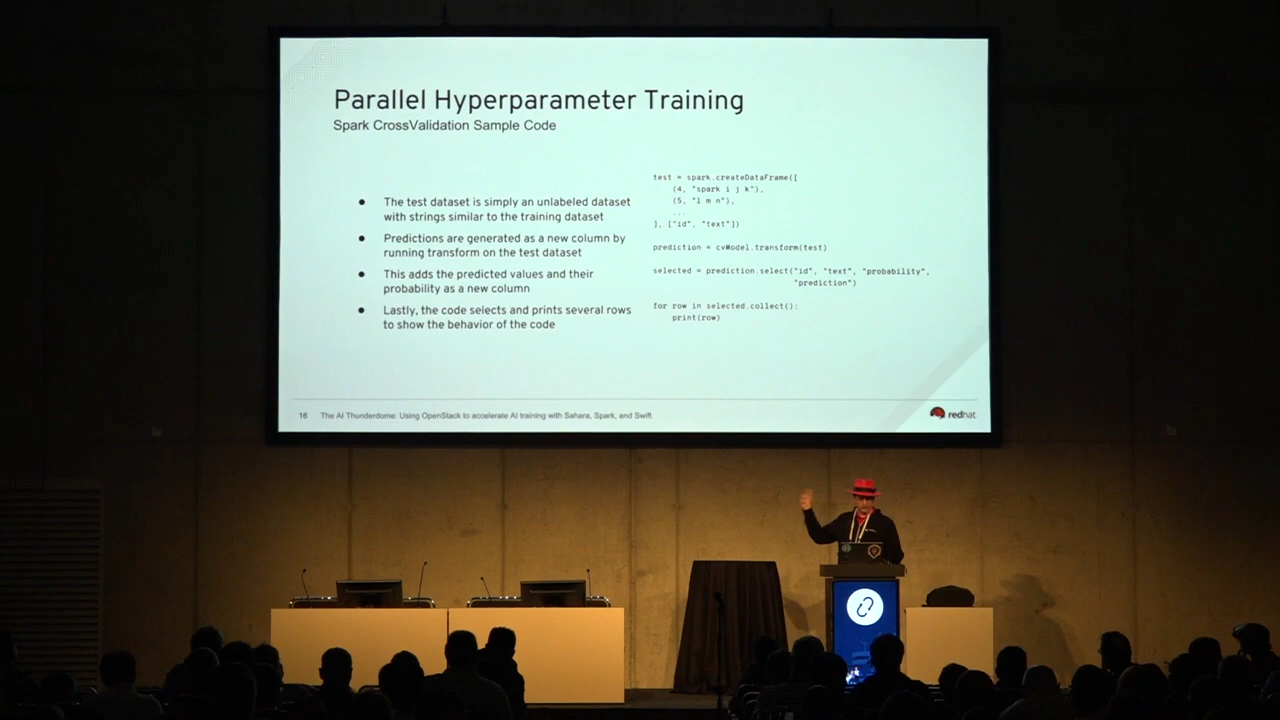 Parallel Hyperparameter Training
Spark CrossValidation Sample Code
● The test dataset is simply an unlabeled dataset
with strings similar to the training dataset
● Predictions are generated as a new column by
running transform on the test dataset
● This adds the predicted values and their
probability as a new column
● Lastly, the code selects and prints several rows
to show the behavior of the code
test = spark.createDataFrame([
(4, "spark i j k"),
(5, "l m n"),
...
], ["id", "text"])
prediction = cvModel.transform(test)
selected = prediction.select("id", "text", "probability",
"prediction")
for row in selected.collect():
print(row)
16 The AI Thunderdome: Using OpenStack to accelerate AI training with Sahara, Spark, and Swift
redhat.